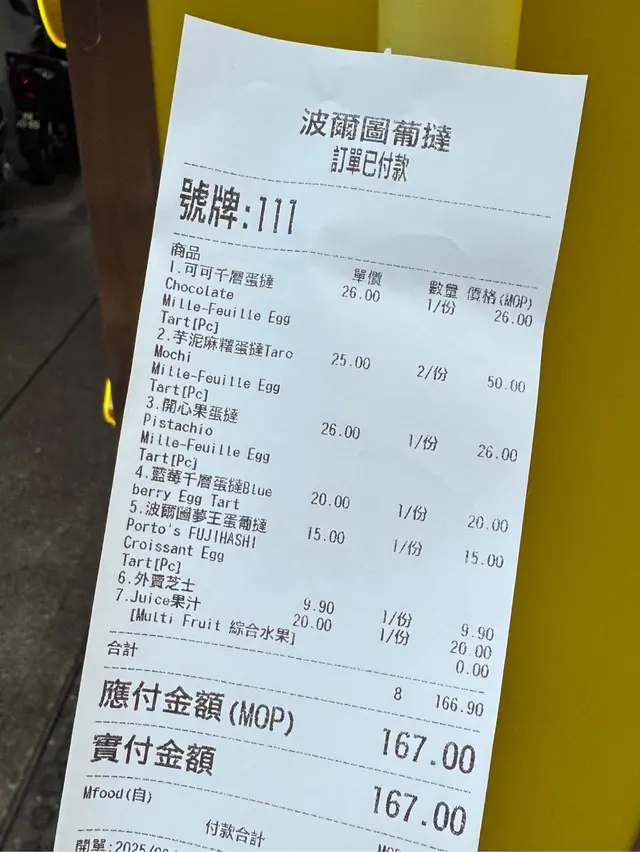 波爾圖葡撻
訂單已付款
號牌:111
商品 單價 數量 價格(MOP)
1.可可千層蛋撻 26.00 1/份 26.00
Chocolate
Mille-Feuille Egg
Tart[Pc]
2.芋泥麻糬蛋撻Taro 25.00 2/份 50.00
Mochi
Mille-Feuille Egg
Tart[Pc]
3.開心果蛋撻 26.00 1/份 26.00
Pistachio
Mille-Feuille Egg
Tart[Pc]
4.藍莓千層蛋撻Blue 20.00 1/份 20.00
berry Egg Tart
5.波爾圖夢王蛋葡撻 15.00 1/份 15.00
Porto's FUJIHASHI
Croissant Egg
Tart[Pc]
6.外賣芝士 9.90 1/份 9.90
7.Juice果汁 20.00 1/份 20.00
[Multi Fruit 綜合水果] 0.00
合計 8 166.90
應付金額(MOP) 167.00
實付金額 167.00
Mfood(自)
付款合計
開單:2025/